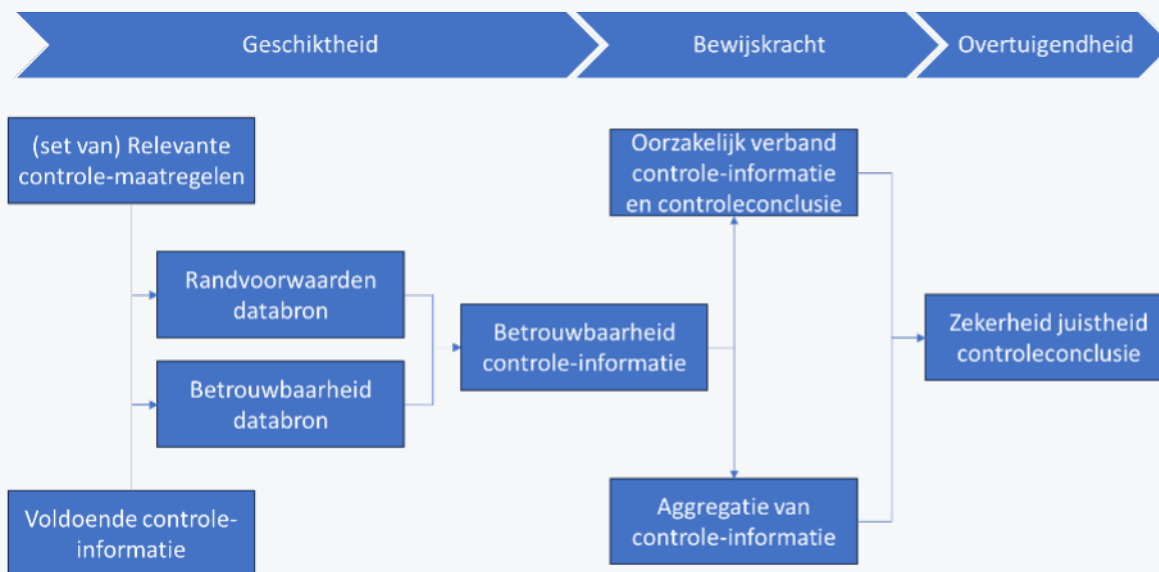 Geschiktheid
Bewijskracht
Overtuigendheid
(set van) Relevante
controle-maatregelen
Oorzakelijk verband
controle-informatie
en controleconclusie
Randvoorwaarden
databron
Betrouwbaarheid
controle-informatie
Zekerheid juistheid
controleconclusie
Betrouwbaarheid
databron
Voldoende controle-
informatie
Aggregatie van
controle-informatie